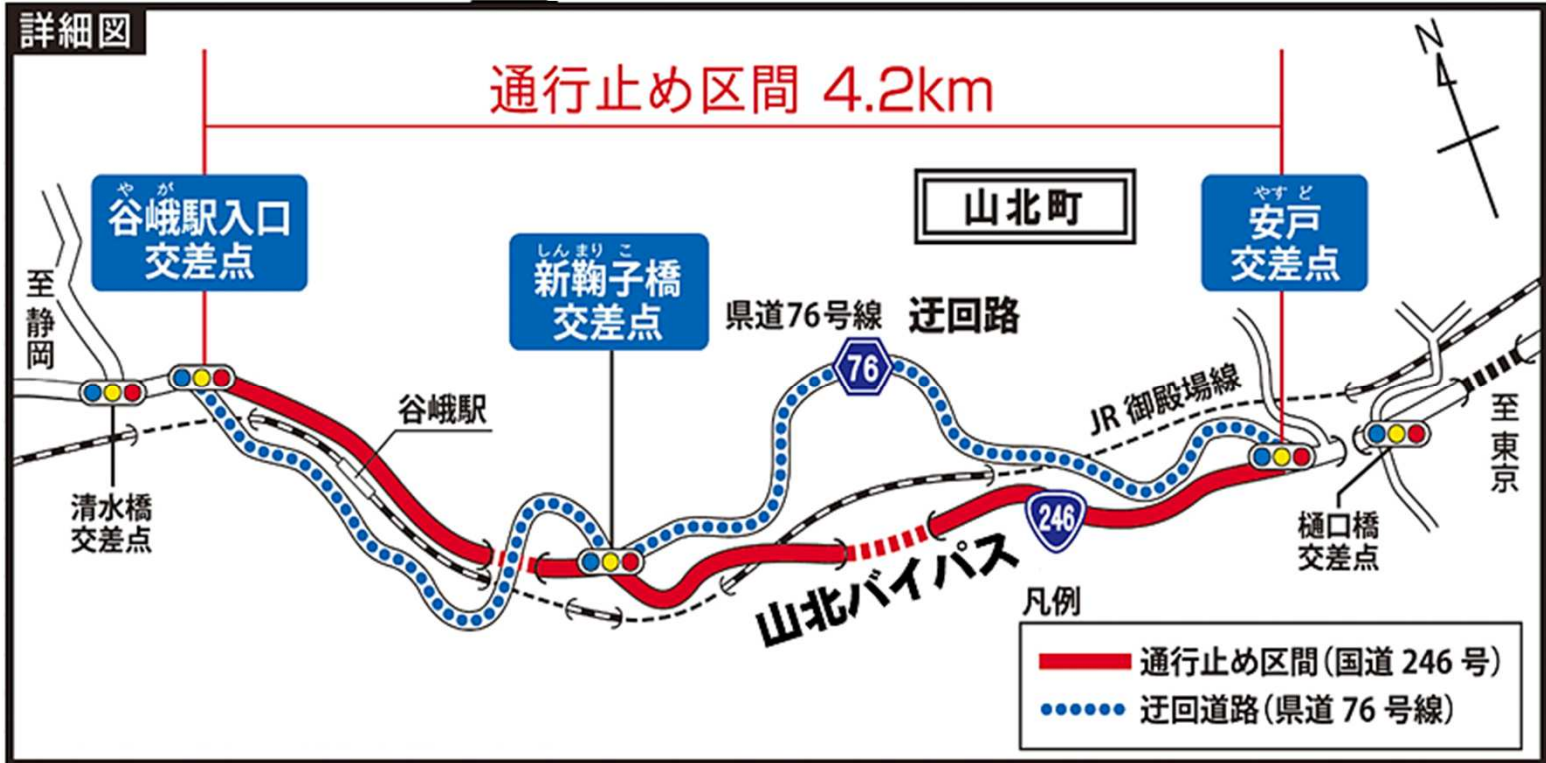 詳細図
通行止め区間 4.2km
N
やが
谷峨駅入口
交差点
しんまりこ
新鞠子橋
交差点
山北町
やすど
安戸
交差点
至静岡
県道76号線 迂回路
76
谷峨駅
JR 御殿場線
至東京
清水橋
交差点
246
樋口橋
交差点
山北バイパス
凡例
通行止め区間(国道 246 号)
迂回道路(県道 76 号線)